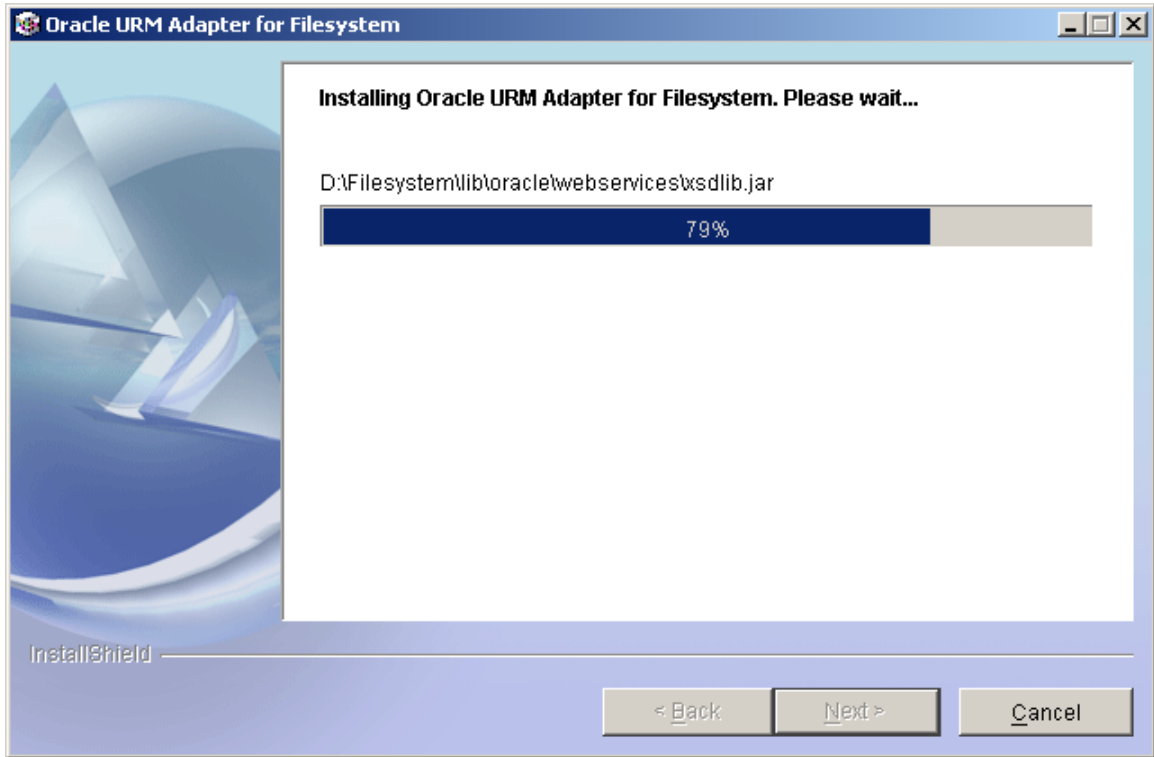 Oracle URM Adapter for Filesystem
Installing Oracle URM Adapter for Filesystem. Please wait...
D:\Filesystem\lib\oracle\webservices\xsdlib.jar
79%
InstallShield
< Back
Next >
Cancel